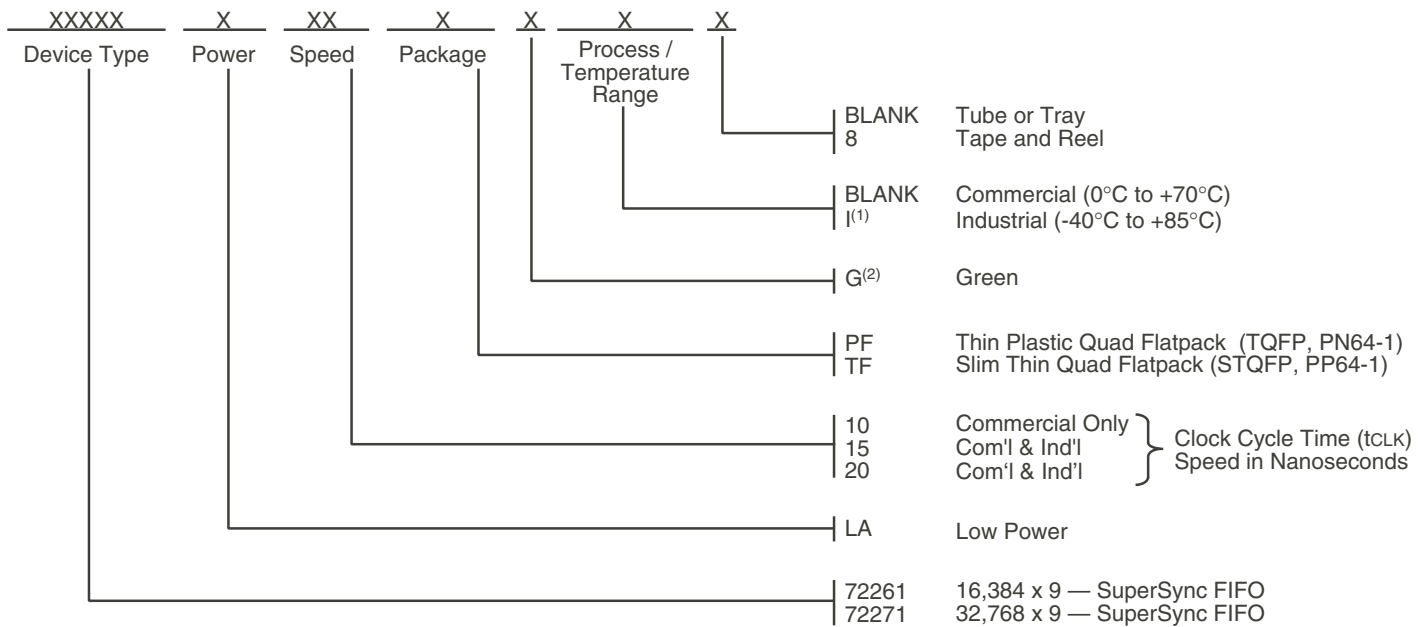 XXXXX X XX X X X X
Device Type Power Speed Package Process /
Temperature
Range
BLANK Tube or Tray
8 Tape and Reel
BLANK Commercial (0°C to +70°C)
I(1) Industrial (-40°C to +85°C)
G(2) Green
PF Thin Plastic Quad Flatpack (TQFP, PN64-1)
TF Slim Thin Quad Flatpack (STQFP, PP64-1)
10 Commercial Only
15 Com'l & Ind'l
20 Com‘l & Ind’l
Clock Cycle Time (tCLK)
Speed in Nanoseconds
LA Low Power
72261 16,384 x 9 — SuperSync FIFO
72271 32,768 x 9 — SuperSync FIFO